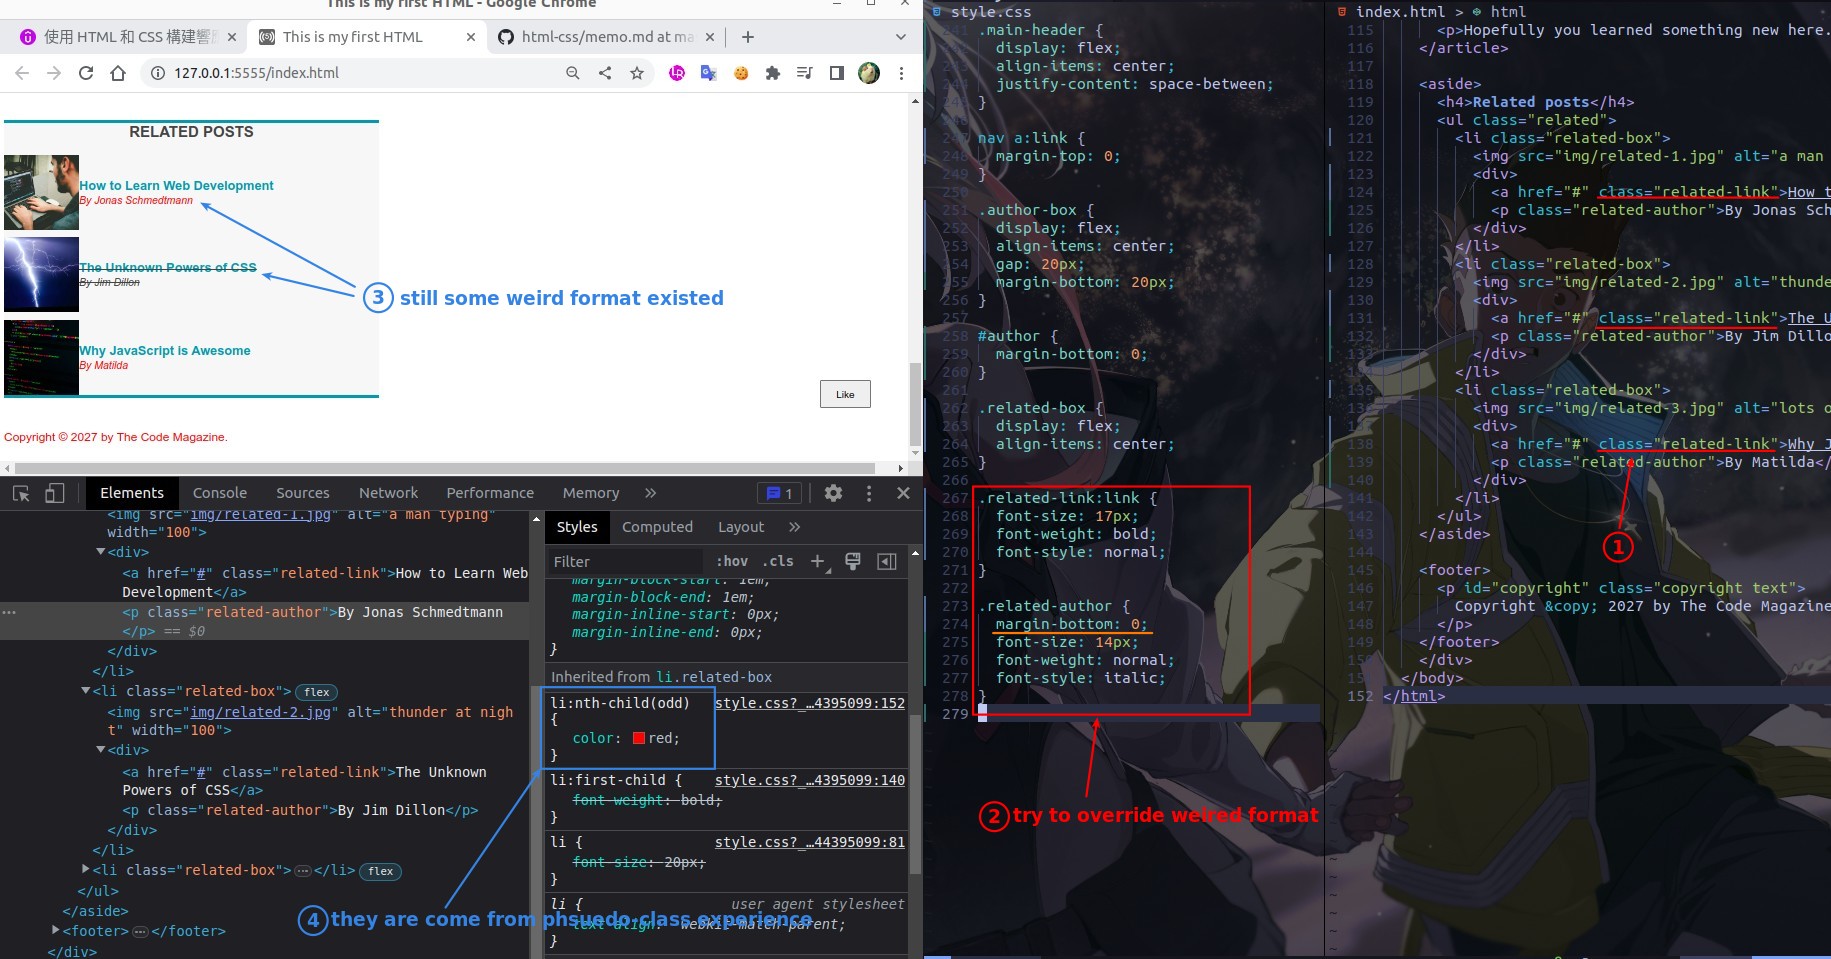 This is my first HTML - Google Chrome
使用 HTML 和 CSS 構建響
This is my first HTML
html-css/memo.md at ma
127.0.0.1:5555/index.html
RELATED POSTS
How to Learn Web Development
By Jonas Schmedtmann
The Unknown Powers of CSS
By Jim Dillon
3 still some weird format existed
Why JavaScript is Awesome
By Matilda
Like
Copyright © 2027 by The Code Magazine.
Elements Console Sources Network Performance Memory » 1
<img src="img/related-1.jpg" alt="a man typing"
width="100">
▼<div>
<a href="#" class="related-link">How to Learn Web
Development</a>
<p class="related-author">By Jonas Schmedtmann
</p> == $0
</div>
</li>
▼<li class="related-box"> flex
<img src="img/related-2.jpg" alt="thunder at nigh
t" width="100">
▼<div>
<a href="#" class="related-link">The Unknown
Powers of CSS</a>
<p class="related-author">By Jim Dillon</p>
</div>
</li>
▶<li class="related-box">…</li> flex
</ul>
</aside>
▶<footer>…</footer>
</div>
Styles Computed Layout »
Filter :hov .cls +
margin-block-start: 1em;
margin-block-end: 1em;
margin-inline-start: 0px;
margin-inline-end: 0px;
}
Inherited from li.related-box
li:nth-child(odd) style.css?_…4395099:152
{
color: red;
}
li:first-child { style.css?_…4395099:140
font-weight: bold;
}
li { style.css?_…44395099:81
font-size: 20px;
}
li { user agent stylesheet
text-align: -webkit-match-parent;
}
4 they are come from phsuedo-class experience
style.css
241 .main-header {
display: flex;
align-items: center;
justify-content: space-between;
}
247 nav a:link {
248 margin-top: 0;
249 }
250
251 .author-box {
252 display: flex;
253 align-items: center;
254 gap: 20px;
255 margin-bottom: 20px;
256 }
257
258 #author {
259 margin-bottom: 0;
260 }
261
262 .related-box {
263 display: flex;
264 align-items: center;
265 }
266
267 .related-link:link {
268 font-size: 17px;
269 font-weight: bold;
270 font-style: normal;
271 }
272
273 .related-author {
274 margin-bottom: 0;
275 font-size: 14px;
276 font-weight: normal;
277 font-style: italic;
278 }
279
2 try to override weired format
index.html > html
115 <p>Hopefully you learned something new here.
116 </article>
117
118 <aside>
119 <h4>Related posts</h4>
120 <ul class="related">
121 <li class="related-box">
122 <img src="img/related-1.jpg" alt="a man
123 <div>
124 <a href="#" class="related-link">How t
125 <p class="related-author">By Jonas Sch
126 </div>
127 </li>
128 <li class="related-box">
129 <img src="img/related-2.jpg" alt="thunde
130 <div>
131 <a href="#" class="related-link">The U
132 <p class="related-author">By Jim Dillo
133 </div>
134 </li>
135 <li class="related-box">
136 <img src="img/related-3.jpg" alt="lots o
137 <div>
138 <a href="#" class="related-link">Why J
139 <p class="related-author">By Matilda</
140 </div>
141 </li>
142 </ul>
143 </aside>
144
145 <footer>
146 <p id="copyright" class="copyright text">
147 Copyright &copy; 2027 by The Code Magazine
148 </p>
149 </footer>
150 </div>
151 </body>
152 </html>
1